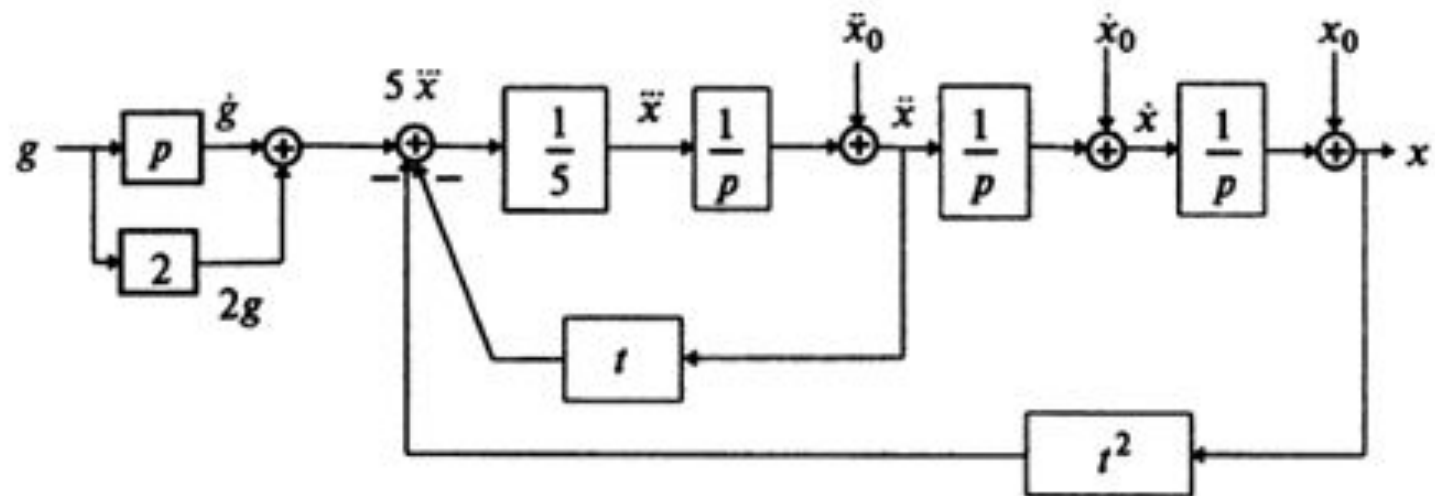 ẍ₀ ẋ₀ x₀
5 x⃛ 
g p ġ + + 1/5 x⃛ 1/p + ẍ 1/p + ẋ 1/p + x
− −
2
2g
t
t²